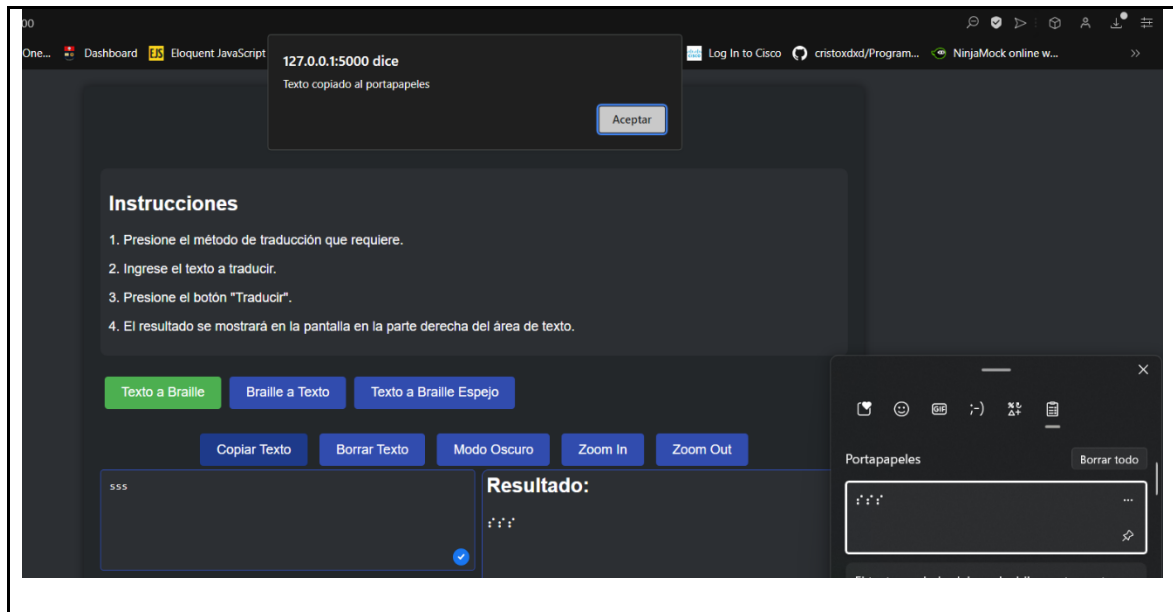 00
One... Dashboard EJS Eloquent JavaScript Log In to Cisco cristoxdxd/Program... NinjaMock online w... >>
127.0.0.1:5000 dice
Texto copiado al portapapeles
Aceptar
Instrucciones
1. Presione el método de traducción que requiere.
2. Ingrese el texto a traducir.
3. Presione el botón "Traducir".
4. El resultado se mostrará en la pantalla en la parte derecha del área de texto.
Texto a Braille Braille a Texto Texto a Braille Espejo
Copiar Texto Borrar Texto Modo Oscuro Zoom In Zoom Out
sss
Resultado:
⠎⠎⠎
GIF ;-)
Portapapeles Borrar todo
⠎⠎⠎ ...